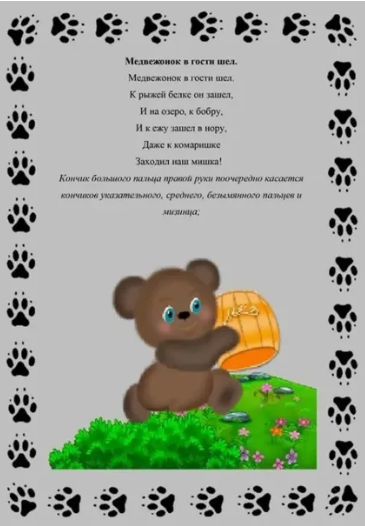 Медвежонок в гости шел.
Медвежонок в гости шел.
К рыжей белке он зашел,
И на озеро, к бобру,
И к ежу зашел в нору,
Даже к комаришке
Заходил наш мишка!
Кончик большого пальца правой руки поочередно касается
кончиков указательного, среднего, безымянного пальцев и
мизинца;